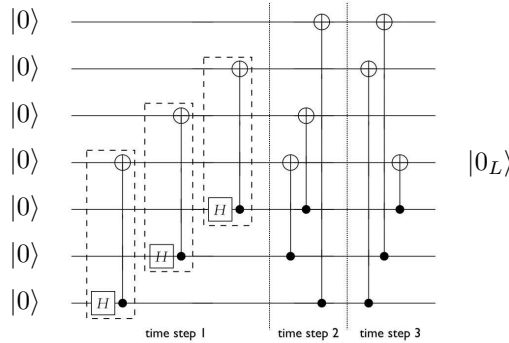 |0⟩
|0⟩
|0⟩
|0⟩ |0_L⟩
|0⟩ H
|0⟩ H
|0⟩ H
time step 1 time step 2 time step 3